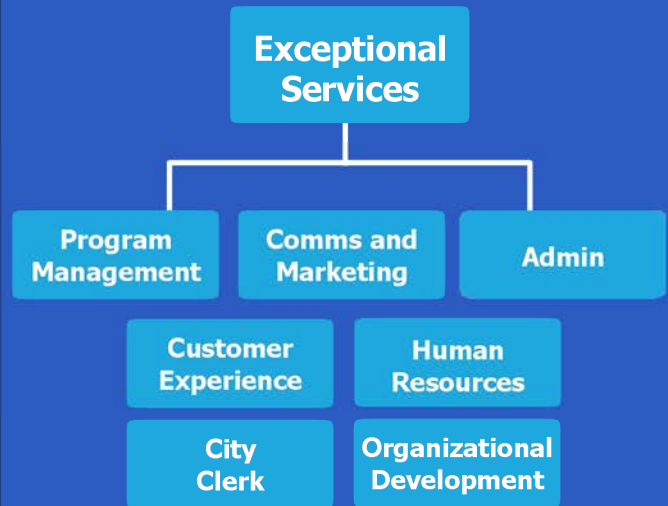 Exceptional
Services
Program
Management
Comms and
Marketing
Admin
Customer
Experience
Human
Resources
City
Clerk
Organizational
Development